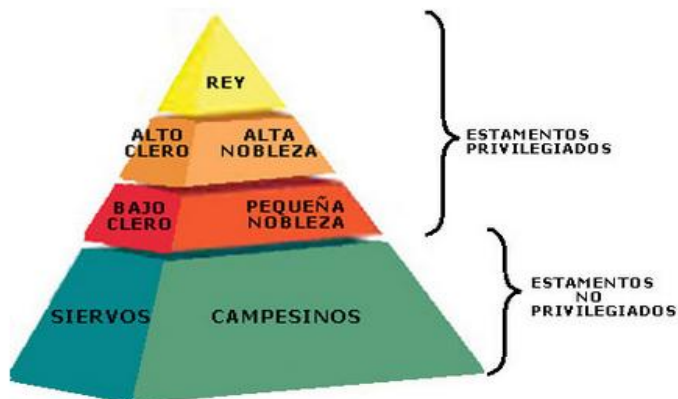 REY
ALTO
CLERO
ALTA
NOBLEZA
BAJO
CLERO
PEQUEÑA
NOBLEZA
SIERVOS
CAMPESINOS
ESTAMENTOS
PRIVILEGIADOS
ESTAMENTOS
NO
PRIVILEGIADOS